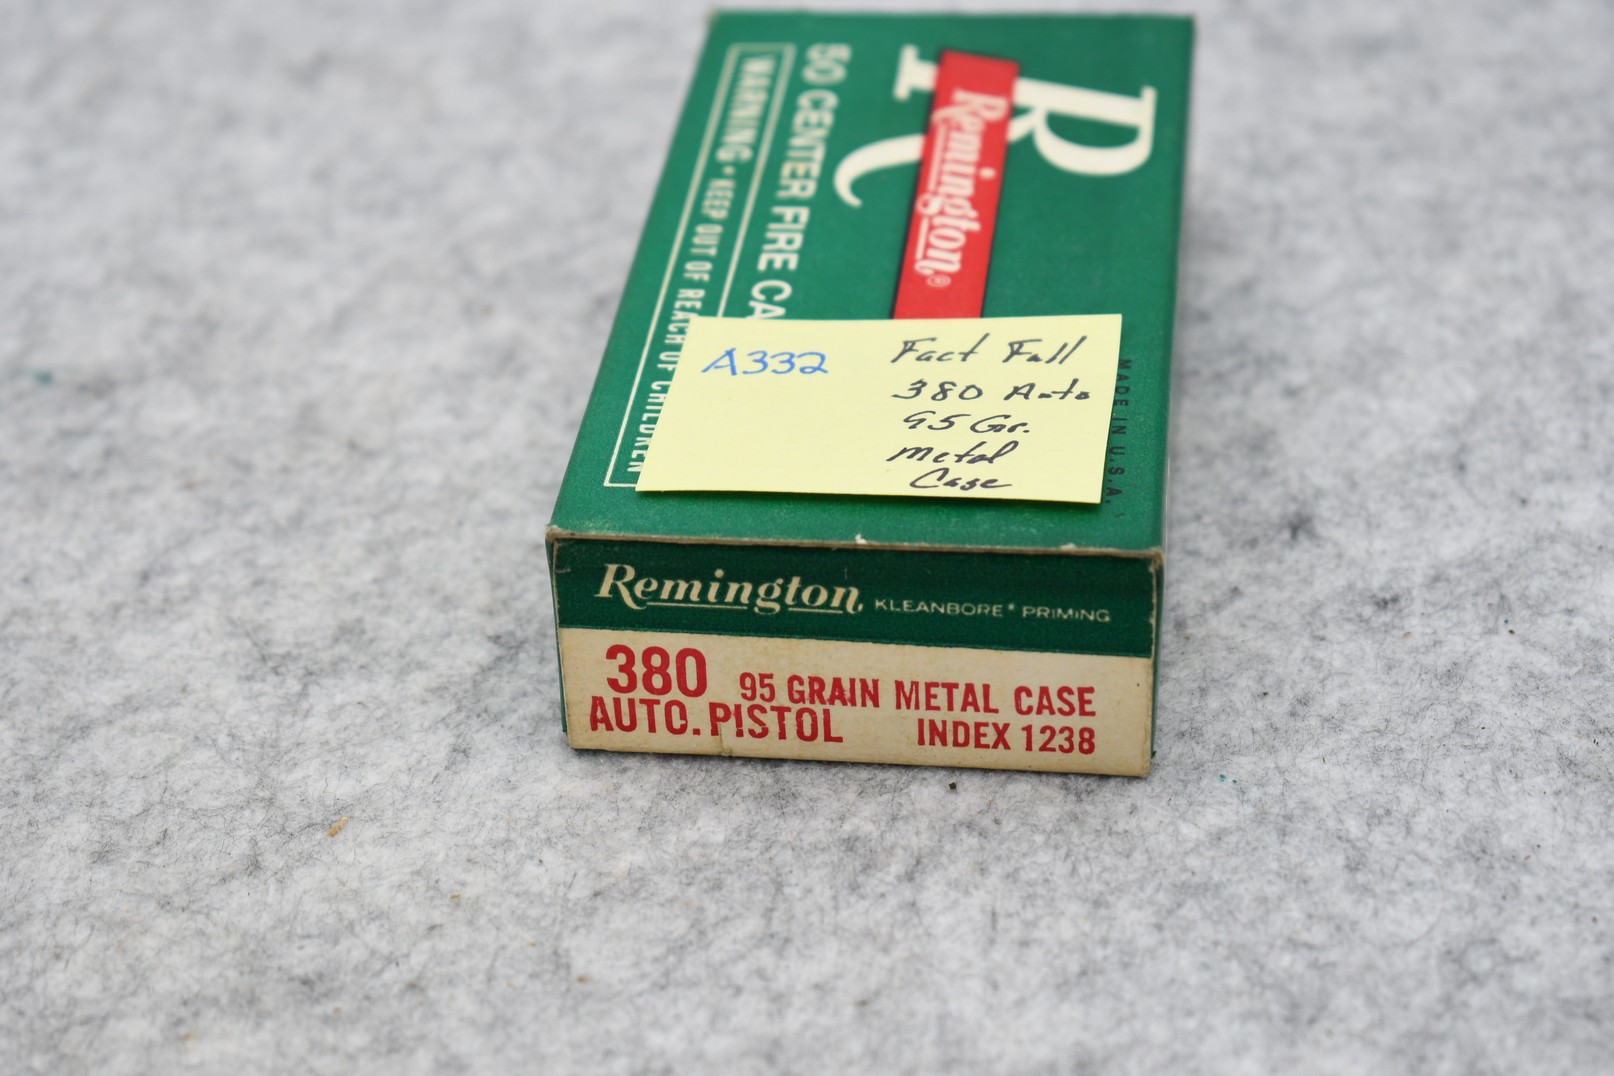 R
Remington®
50 CENTER FIRE CA
WARNING • KEEP OUT OF REACH OF CHILDREN
MADE IN U.S.A.
A332
Fact Full
380 Auto
95 Gr.
Metal
Case
Remington. KLEANBORE* PRIMING
380 95 GRAIN METAL CASE
AUTO. PISTOL INDEX 1238